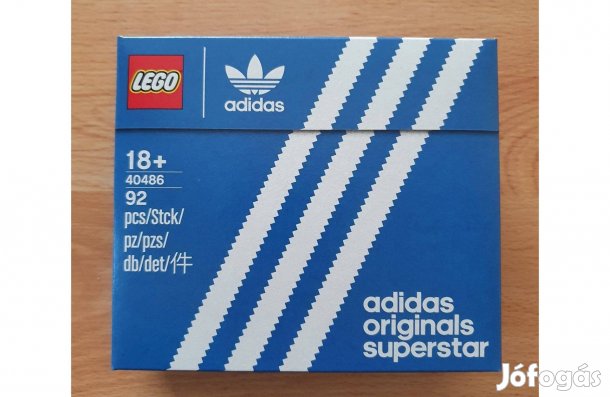 LEGO
adidas
18+
40486
92
pcs/Stck/
pz/pzs/
db/det/件
adidas
originals
superstar
Jófogás